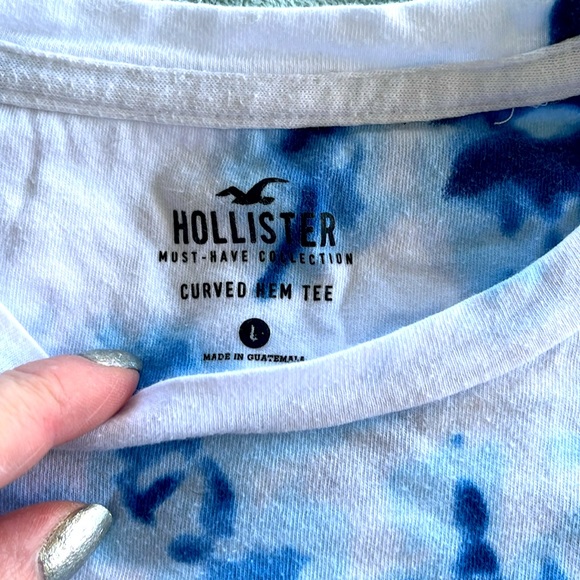 HOLLISTER
MUST-HAVE COLLECTION
CURVED HEM TEE
L
MADE IN GUATEMALA